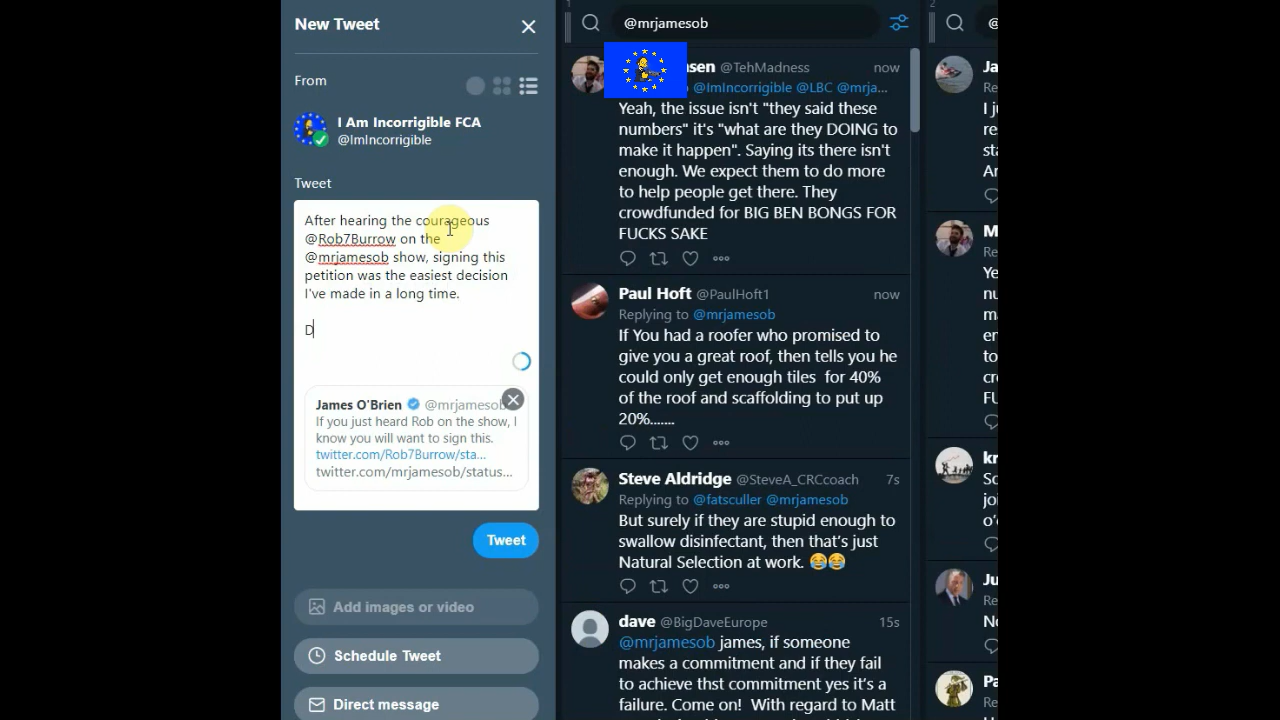 New Tweet
From
I Am Incorrigible FCA
@ImIncorrigible
Tweet
After hearing the courageous
@Rob7Burrow on the
@mrjamesob show, signing this
petition was the easiest decision
I've made in a long time.
D
James O'Brien @mrjamesob
If you just heard Rob on the show, I
know you will want to sign this.
twitter.com/Rob7Burrow/sta...
twitter.com/mrjamesob/status...
Tweet
Add images or video
Schedule Tweet
Direct message
1
@mrjamesob
@TehMadness now
@ImIncorrigible @LBC @mrja...
Yeah, the issue isn't "they said these
numbers" it's "what are they DOING to
make it happen". Saying its there isn't
enough. We expect them to do more
to help people get there. They
crowdfunded for BIG BEN BONGS FOR
FUCKS SAKE
Paul Hoft @PaulHoft1 now
Replying to @mrjamesob
If You had a roofer who promised to
give you a great roof, then tells you he
could only get enough tiles for 40%
of the roof and scaffolding to put up
20%.......
Steve Aldridge @SteveA_CRCcoach 7s
Replying to @fatsculler @mrjamesob
But surely if they are stupid enough to
swallow disinfectant, then that's just
Natural Selection at work. 😂😂
dave @BigDaveEurope 15s
@mrjamesob james, if someone
makes a commitment and if they fail
to achieve thst commitment yes it's a
failure. Come on! With regard to Matt
2